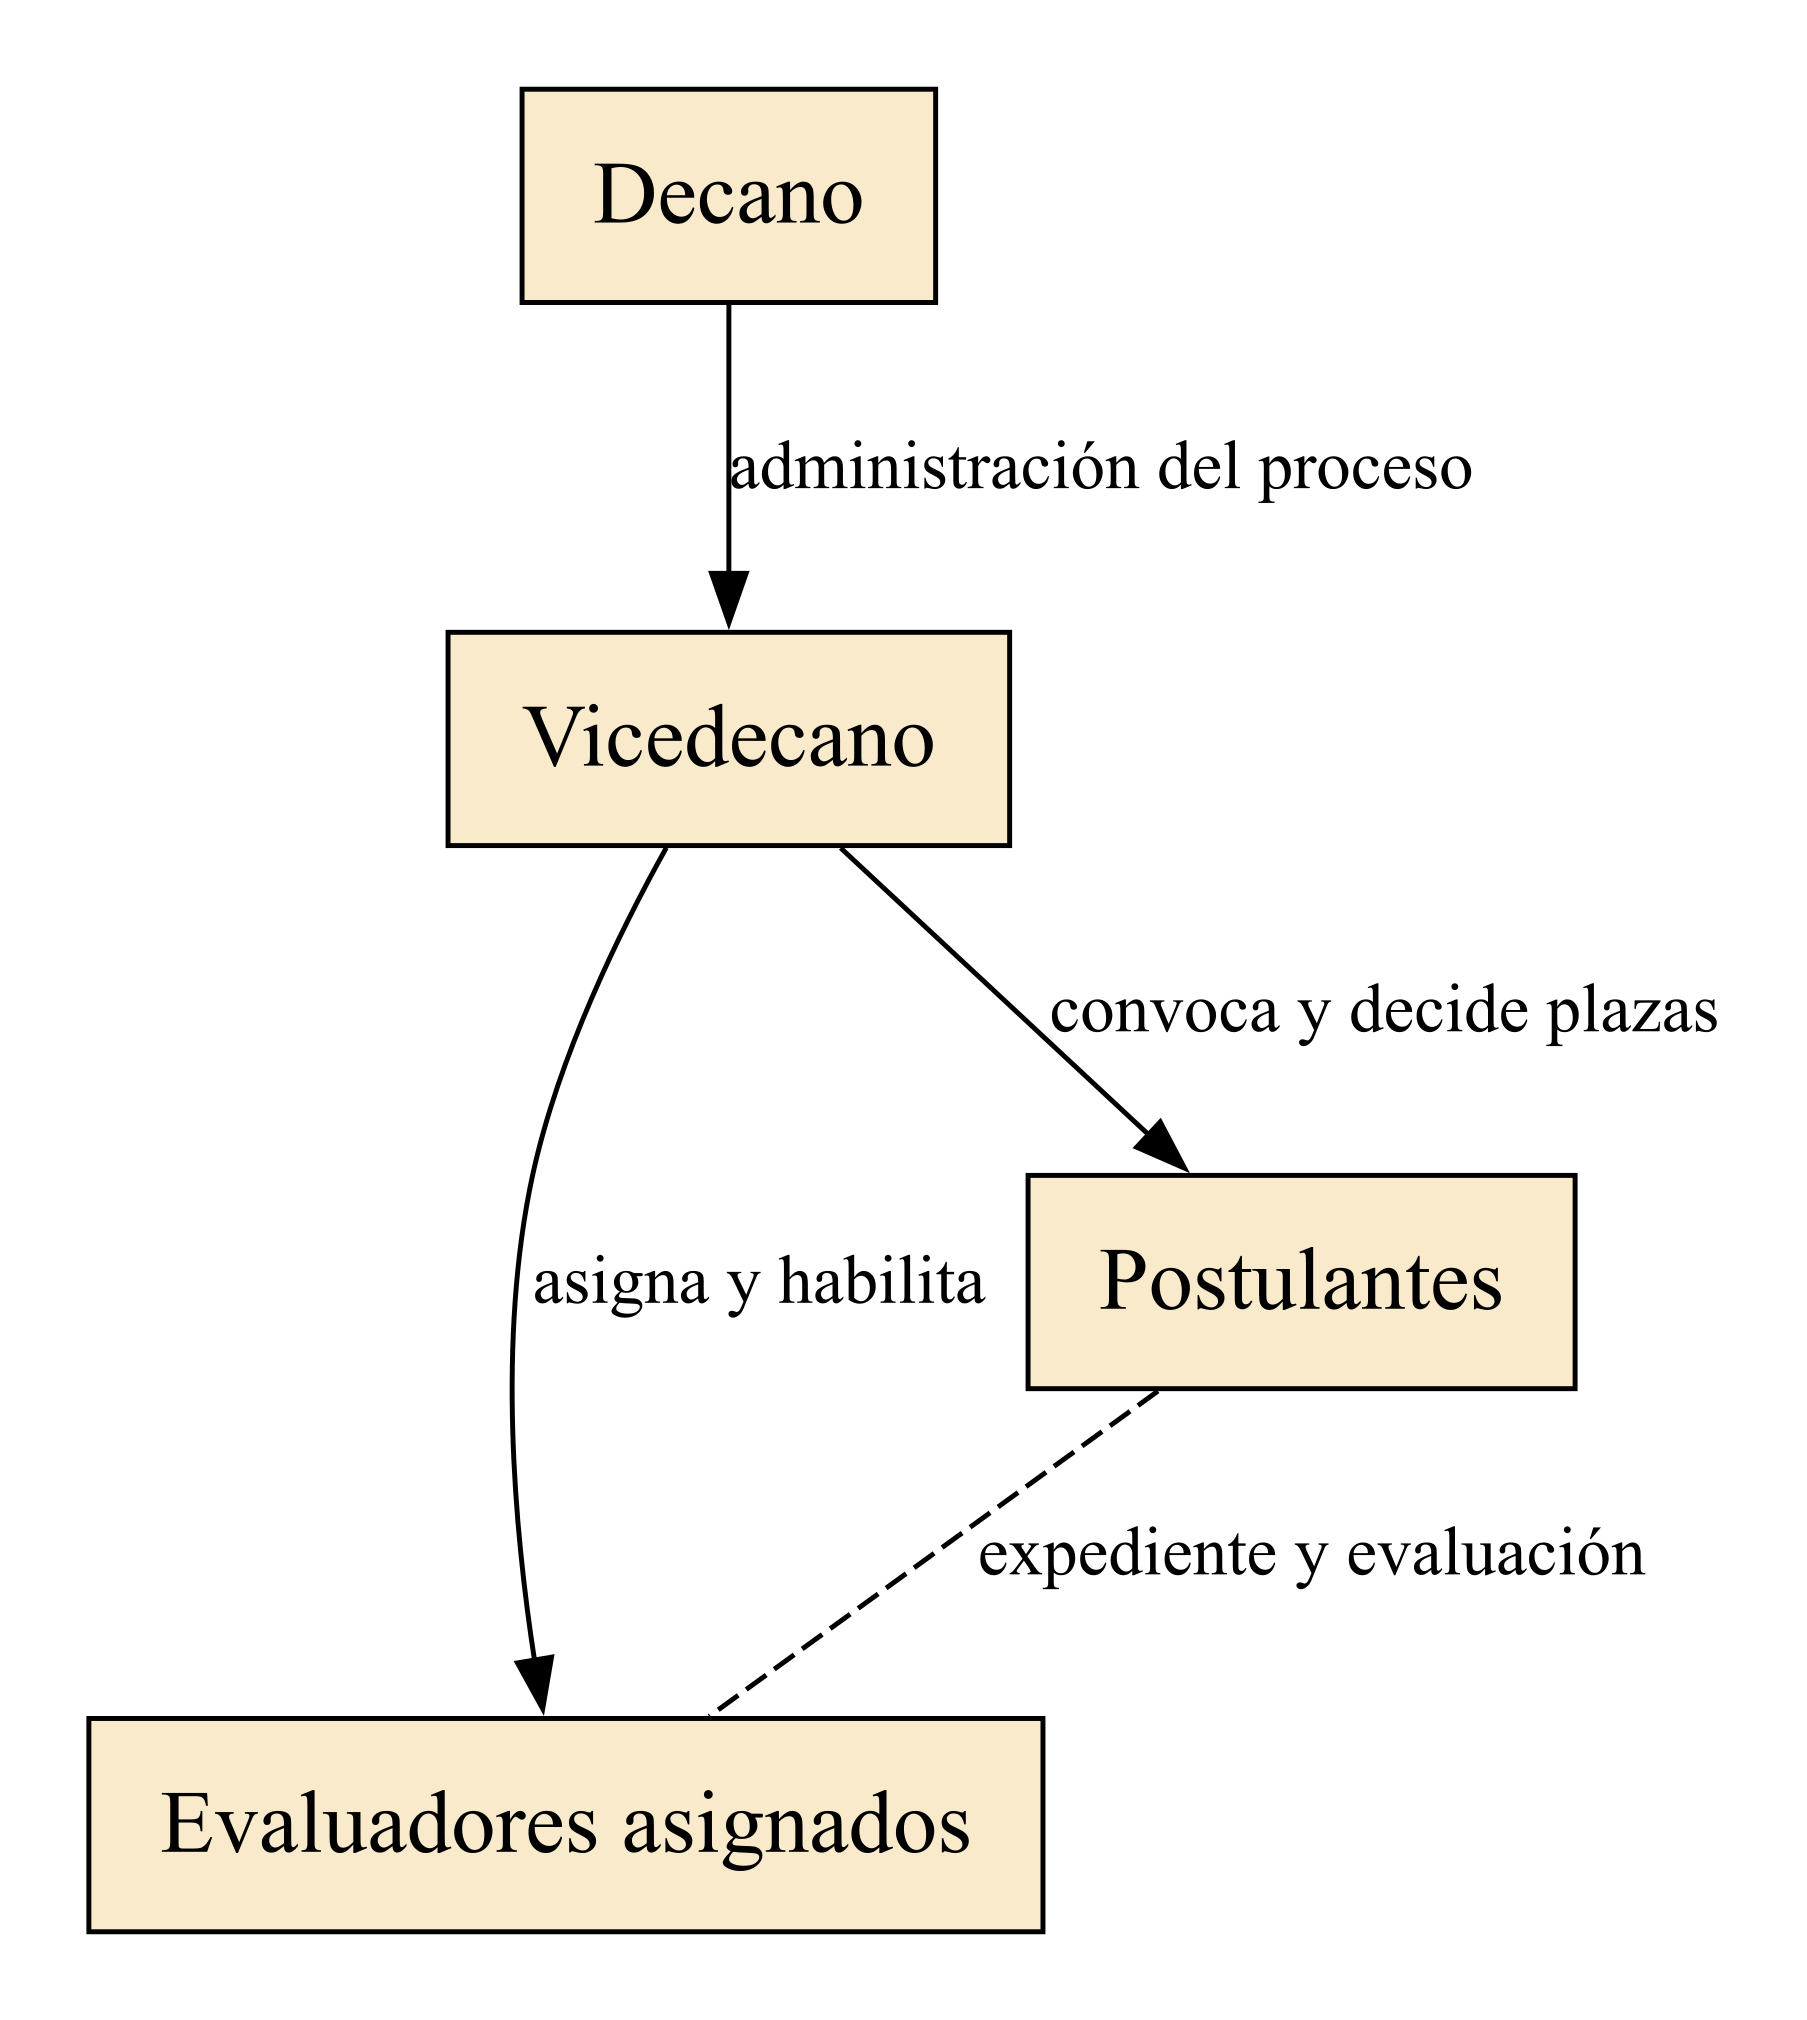 Decano
administración del proceso
Vicedecano
convoca y decide plazas
asigna y habilita
Postulantes
expediente y evaluación
Evaluadores asignados